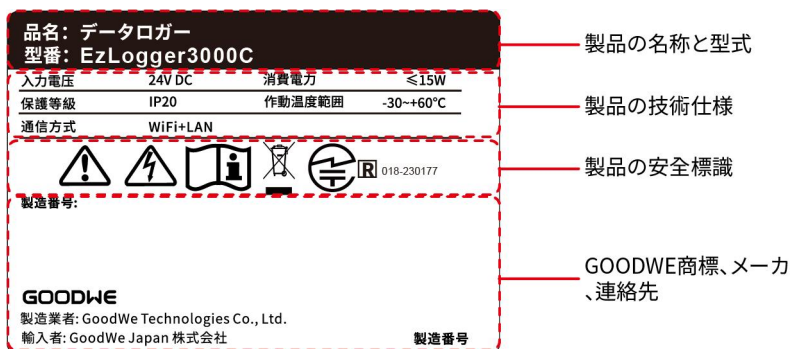 品名: データロガー
型番: EzLogger3000C
製品の名称と型式
入力電圧 24V DC 消費電力 ≤15W
保護等級 IP20 作動温度範囲 -30~+60℃
通信方式 WiFi+LAN
製品の技術仕様
R 018-230177
製品の安全標識
製造番号:
GOODWE商標、メーカ
、連絡先
GOODWE
製造業者: GoodWe Technologies Co., Ltd.
輸入者: GoodWe Japan 株式会社 製造番号